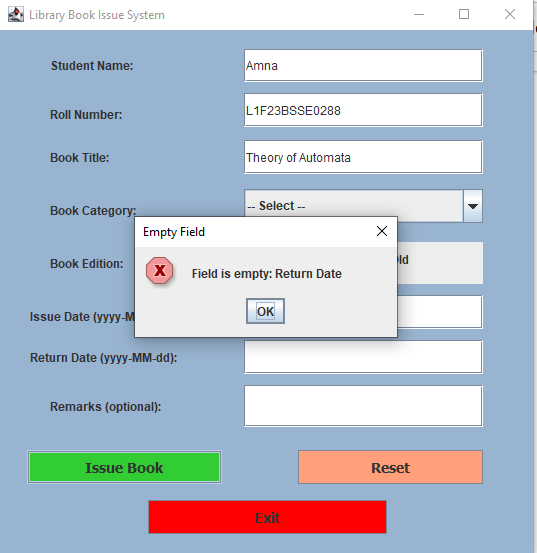 Library Book Issue System
Student Name:
Amna
Roll Number:
L1F23BSSE0288
Book Title:
Theory of Automata
Book Category:
-- Select --
Empty Field
Field is empty: Return Date
OK
Book Edition:
Issue Date (yyyy-M
Return Date (yyyy-MM-dd):
Remarks (optional):
Issue Book
Reset
Exit